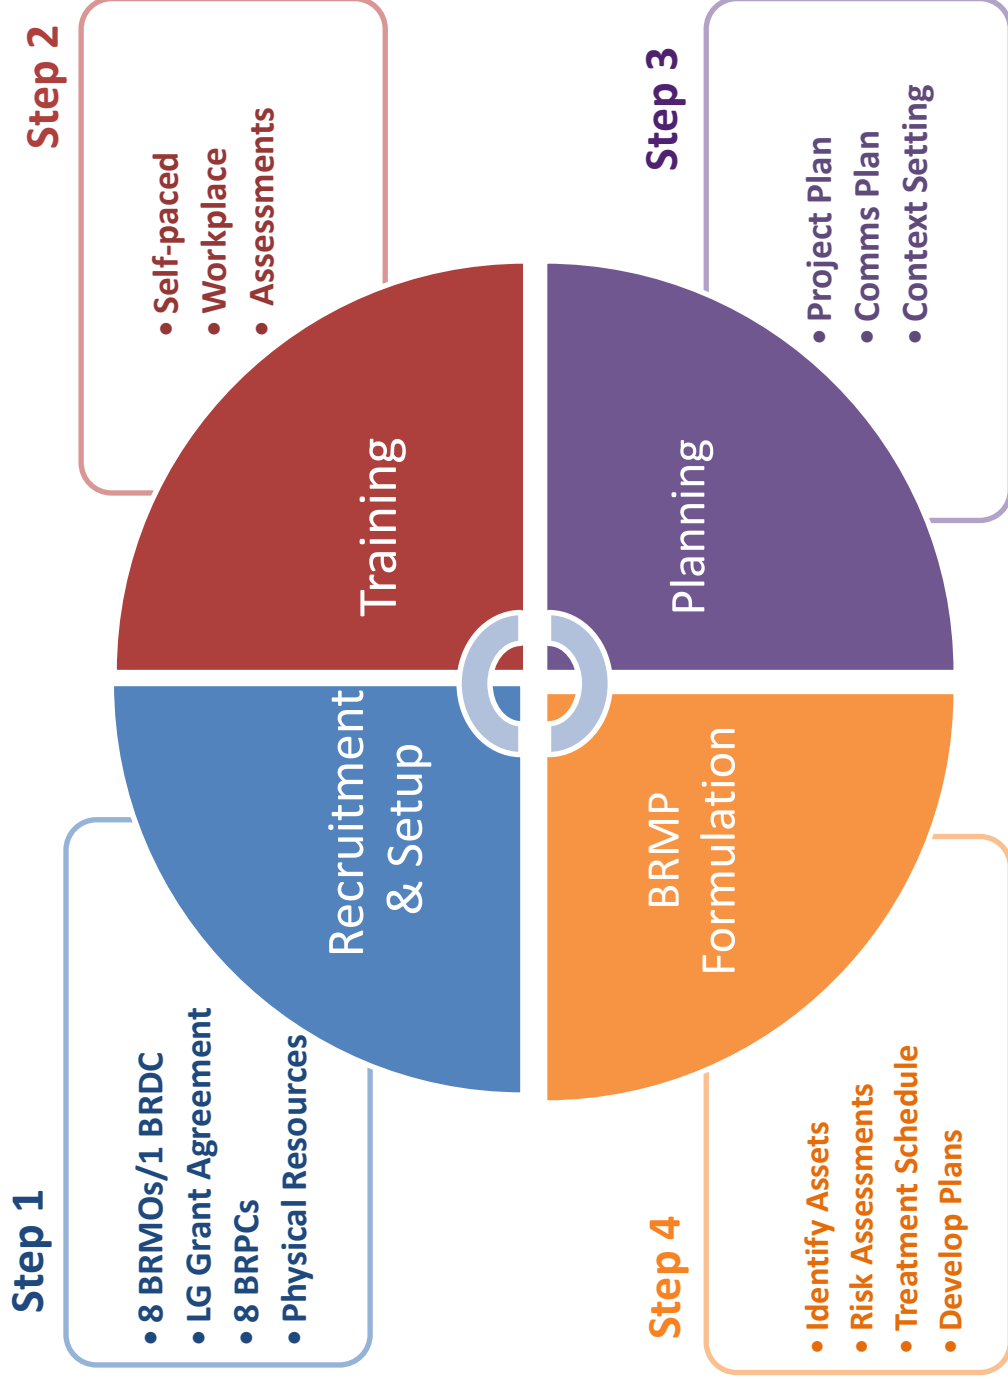 Step 1
• 8 BRMOs/1 BRDC
• LG Grant Agreement
• 8 BRPCs
• Physical Resources
Recruitment
& Setup
Step 2
• Self-paced
• Workplace
• Assessments
Training
Step 3
• Project Plan
• Comms Plan
• Context Setting
Planning
Step 4
• Identify Assets
• Risk Assessments
• Treatment Schedule
• Develop Plans
BRMP
Formulation